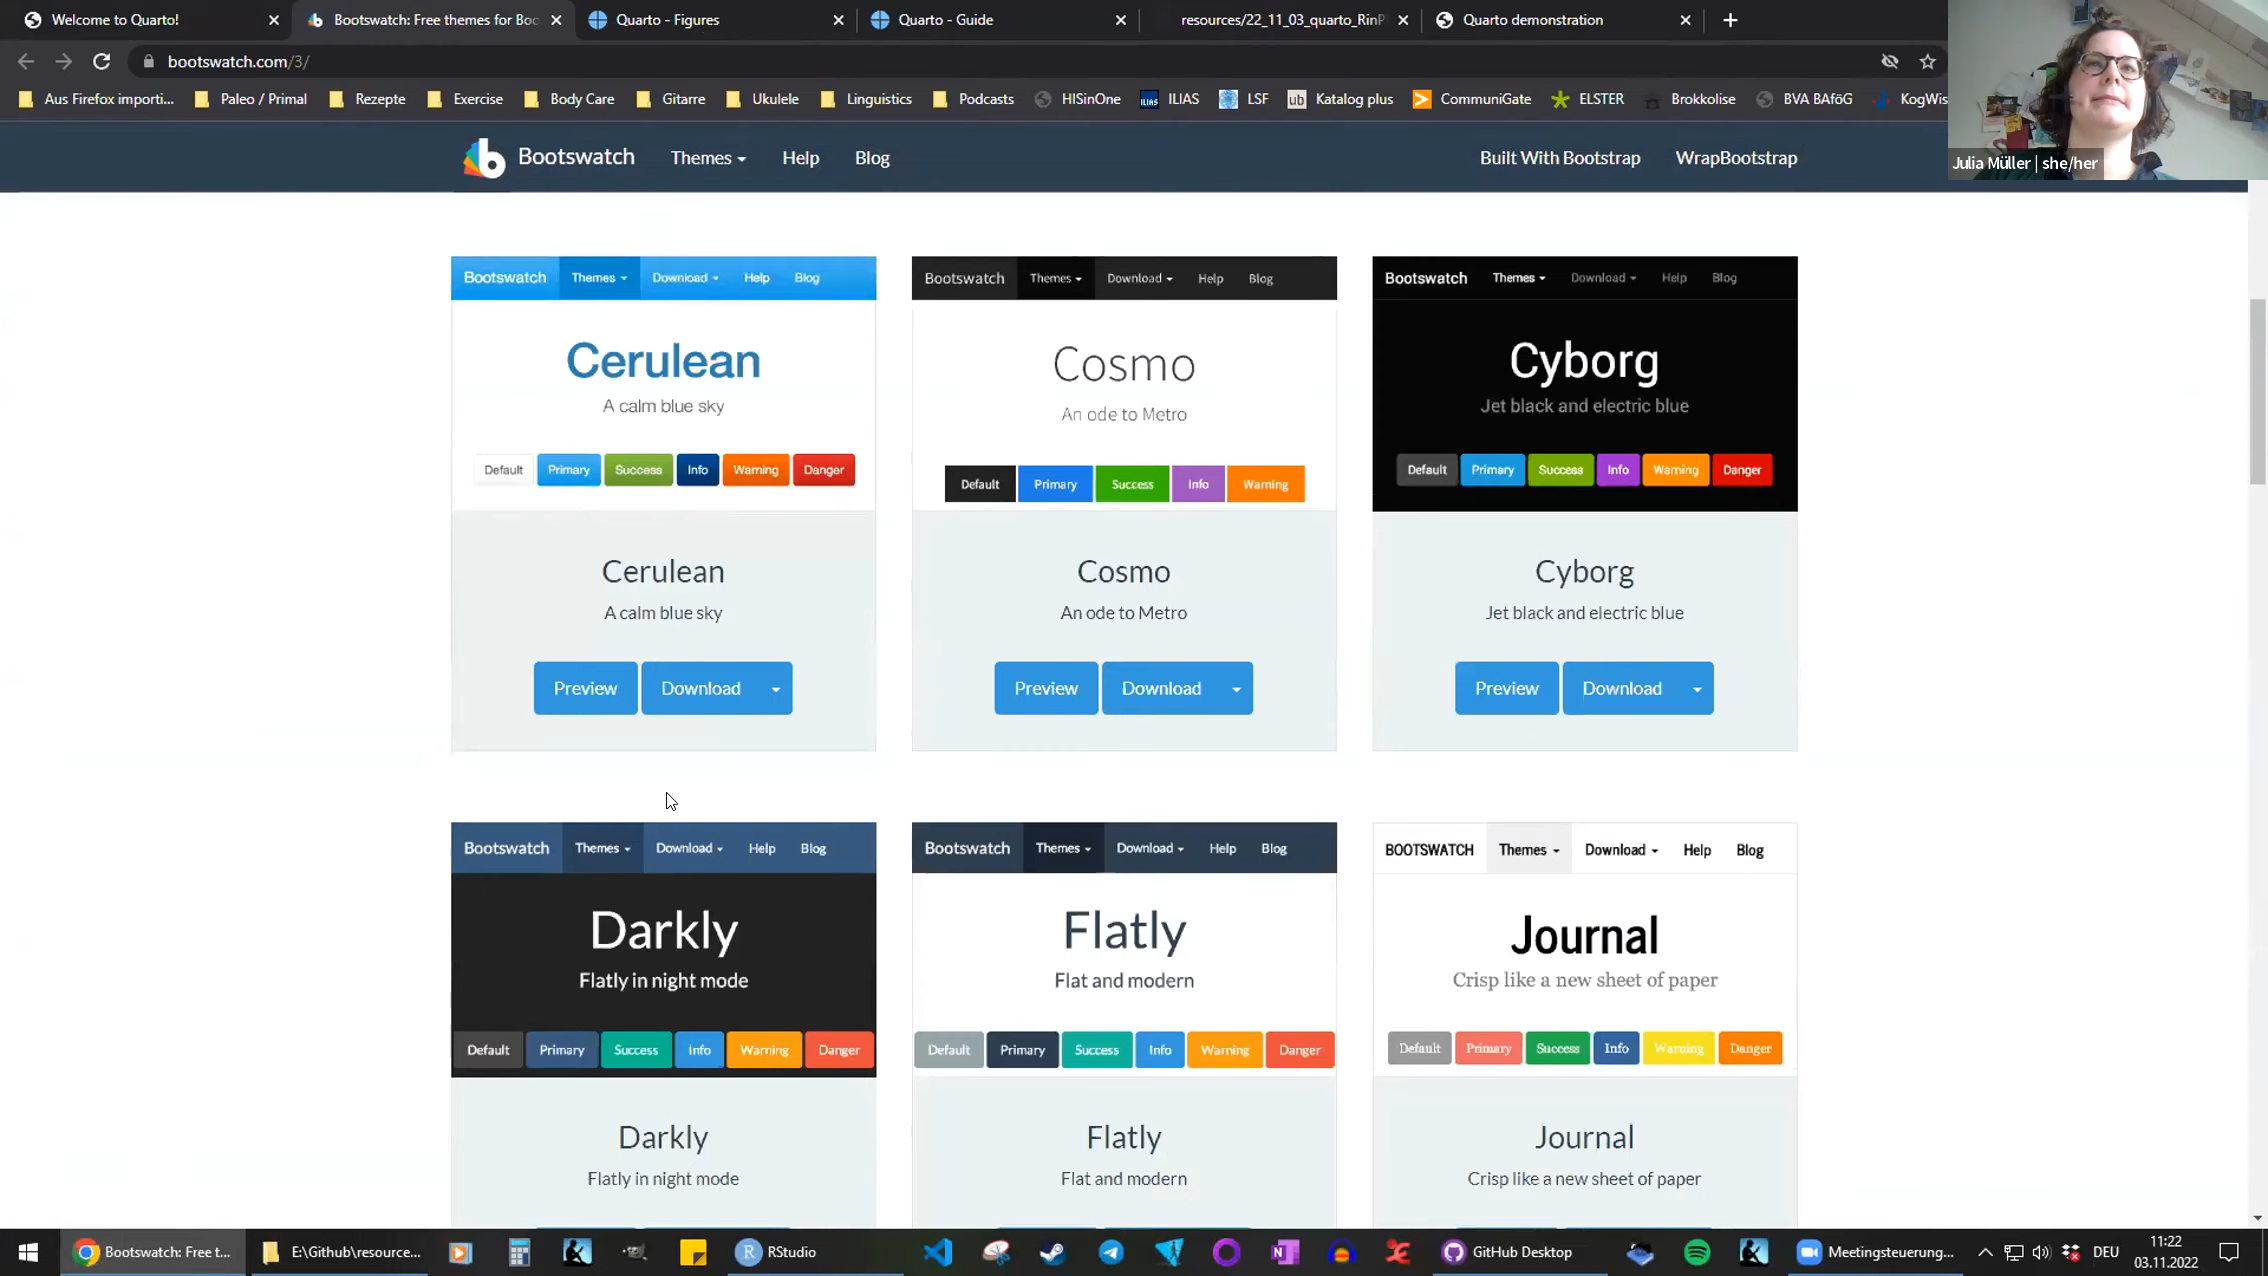 Welcome to Quarto!
Bootswatch: Free themes for Boo
Quarto - Figures
Quarto - Guide
resources/22_11_03_quarto_RinP
Quarto demonstration
bootswatch.com/3/
Aus Firefox importi...
Paleo / Primal
Rezepte
Exercise
Body Care
Gitarre
Ukulele
Linguistics
Podcasts
HISinOne
ILIAS
ILIAS
LSF
ub
Katalog plus
CommuniGate
ELSTER
Brokkolise
BVA BAföG
KogWis
Julia Müller | she/her
b
Bootswatch
Themes
Help
Blog
Built With Bootstrap
WrapBootstrap
Bootswatch Themes Download Help Blog
Cerulean
A calm blue sky
Default Primary Success Info Warning Danger
Cerulean
A calm blue sky
Preview Download
Bootswatch Themes Download Help Blog
Cosmo
An ode to Metro
Default Primary Success Info Warning
Cosmo
An ode to Metro
Preview Download
Bootswatch Themes Download Help Blog
Cyborg
Jet black and electric blue
Default Primary Success Info Warning Danger
Cyborg
Jet black and electric blue
Preview Download
Bootswatch Themes Download Help Blog
Darkly
Flatly in night mode
Default Primary Success Info Warning Danger
Darkly
Flatly in night mode
Bootswatch Themes Download Help Blog
Flatly
Flat and modern
Default Primary Success Info Warning Danger
Flatly
Flat and modern
BOOTSWATCH Themes Download Help Blog
Journal
Crisp like a new sheet of paper
Default Primary Success Info Warning Danger
Journal
Crisp like a new sheet of paper
Bootswatch: Free t...
E:\Github\resource...
R
RStudio
N
GitHub Desktop
Meetingsteuerung...
DEU
11:22
03.11.2022